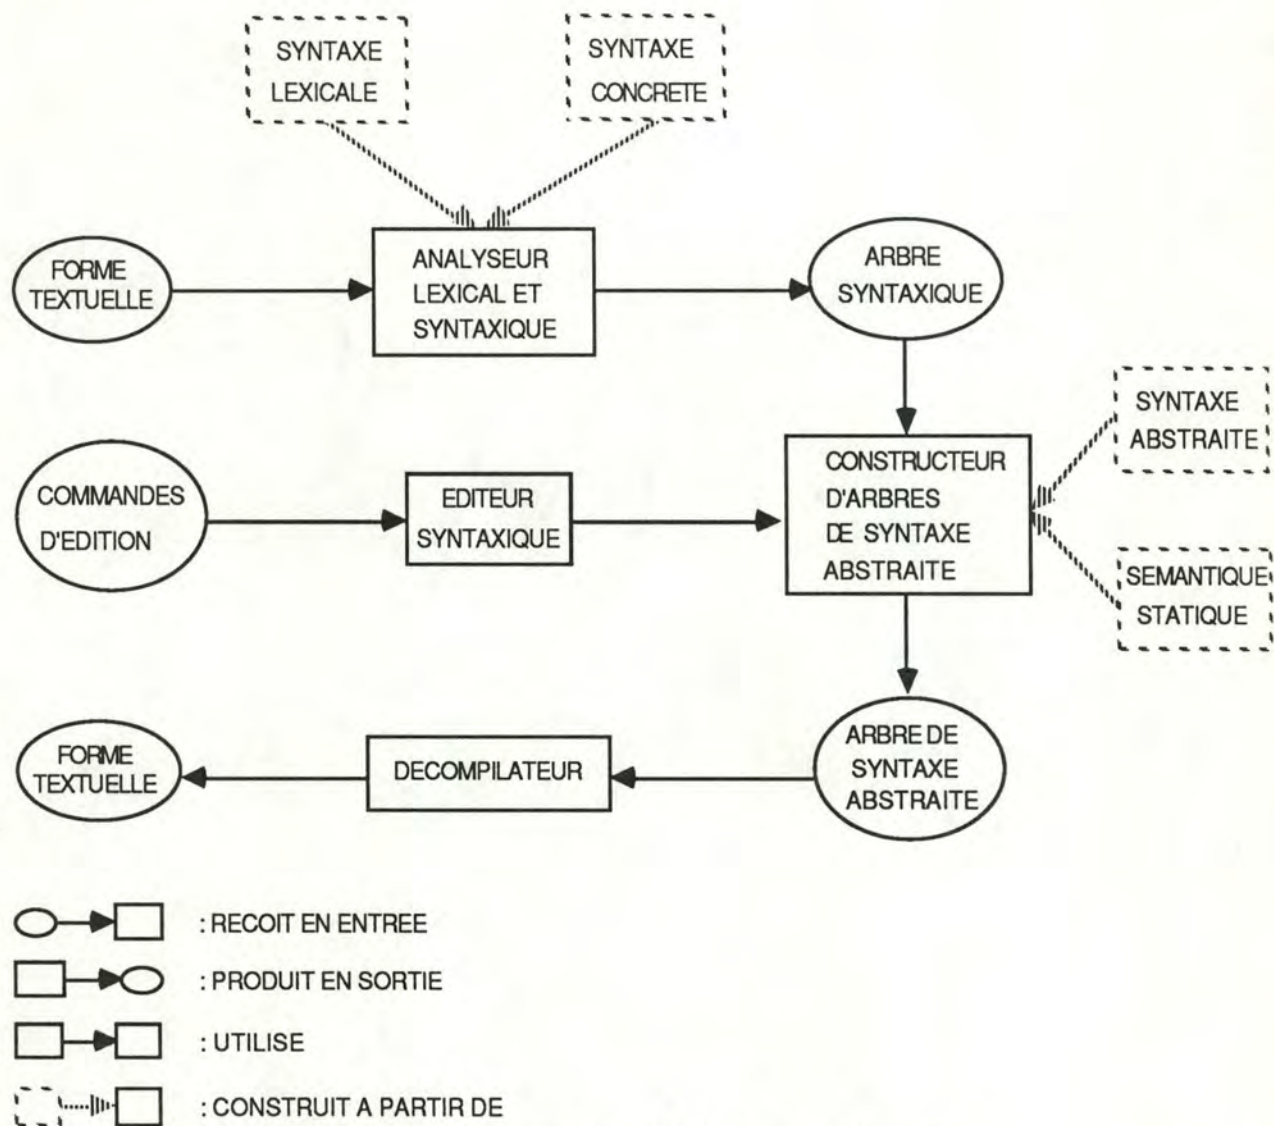 SYNTAXE
LEXICALE
SYNTAXE
CONCRETE
FORME
TEXTUELLE
ANALYSEUR
LEXICAL ET
SYNTAXIQUE
ARBRE
SYNTAXIQUE
SYNTAXE
ABSTRAITE
COMMANDES
D'EDITION
EDITEUR
SYNTAXIQUE
CONSTRUCTEUR
D'ARBRES
DE SYNTAXE
ABSTRAITE
SEMANTIQUE
STATIQUE
FORME
TEXTUELLE
DECOMPILATEUR
ARBRE DE
SYNTAXE
ABSTRAITE
: RECOIT EN ENTREE
: PRODUIT EN SORTIE
: UTILISE
: CONSTRUIT A PARTIR DE